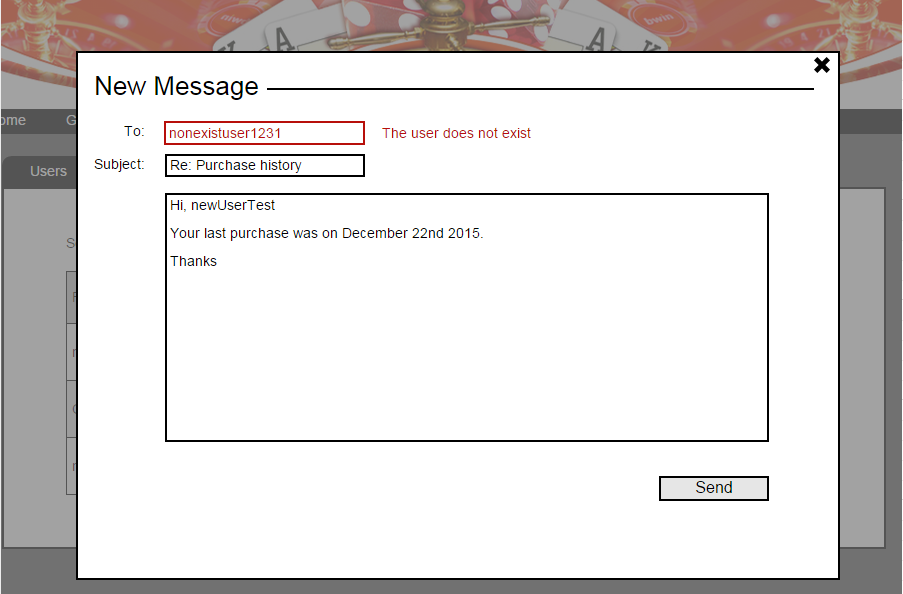 bwin
A
A
K
New Message
To:
nonexistuser1231
The user does not exist
Subject:
Re: Purchase history
Hi, newUserTest
Your last purchase was on December 22nd 2015.
Thanks
Send
Users